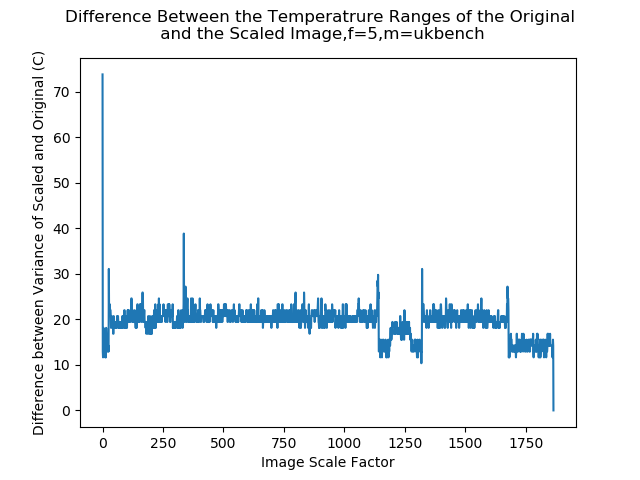 Difference Between the Temperatrure Ranges of the Original
and the Scaled Image,f=5,m=ukbench
Difference between Variance of Scaled and Original (C)
70
60
50
40
30
20
10
0
0 250 500 750 1000 1250 1500 1750
Image Scale Factor